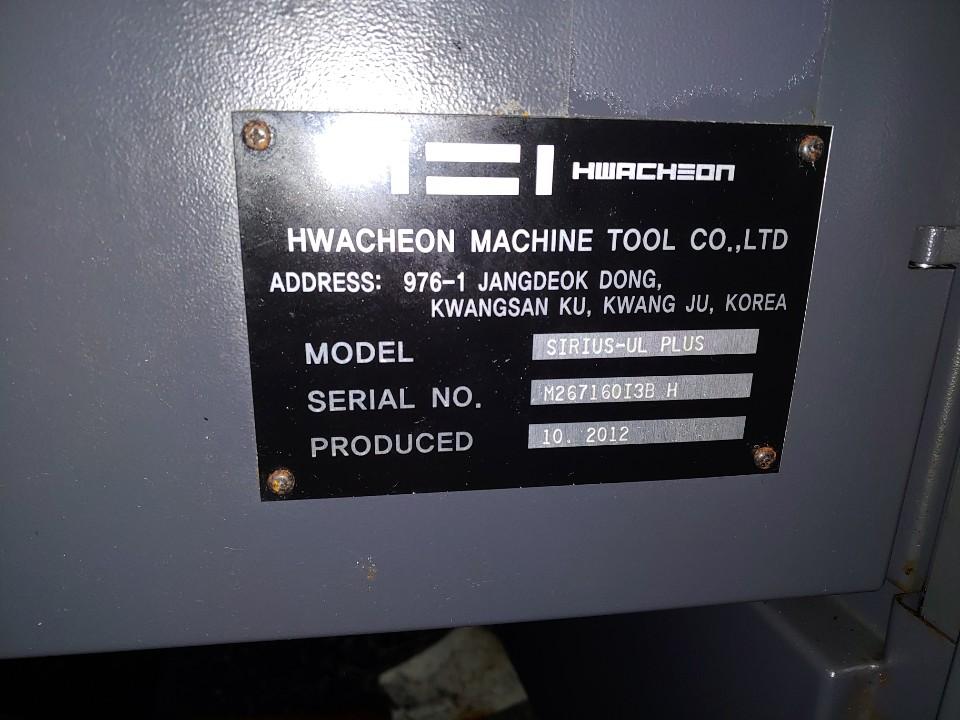 HWACHEON
HWACHEON MACHINE TOOL CO.,LTD
ADDRESS: 976-1 JANGDEOK DONG,
KWANGSAN KU, KWANG JU, KOREA
MODEL SIRIUS-UL PLUS
SERIAL NO. M267160I3B H
PRODUCED 10. 2012